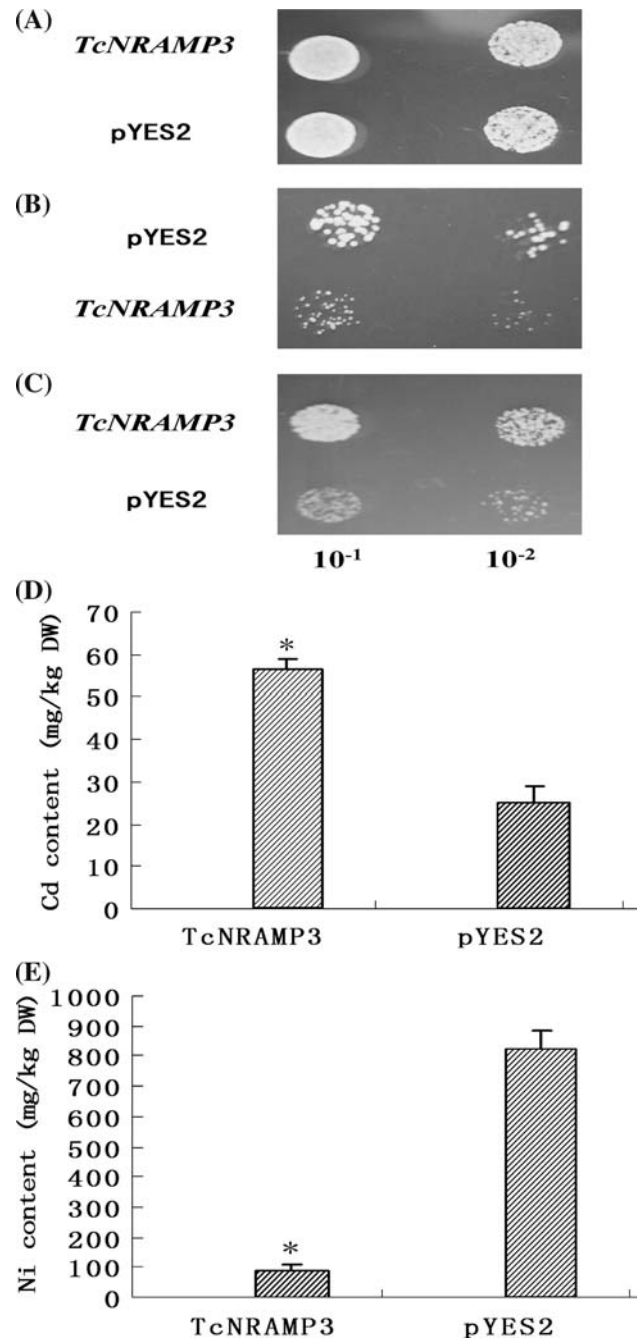 (A)
TcNRAMP3
pYES2
(B)
pYES2
TcNRAMP3
(C)
TcNRAMP3
pYES2
10⁻¹ 10⁻²
(D)
Cd content (mg/kg DW)
70
60
50
40
30
20
10
0
*
TcNRAMP3 pYES2
(E)
Ni content (mg/kg DW)
1000
900
800
700
600
500
400
300
200
100
0
*
TcNRAMP3 pYES2